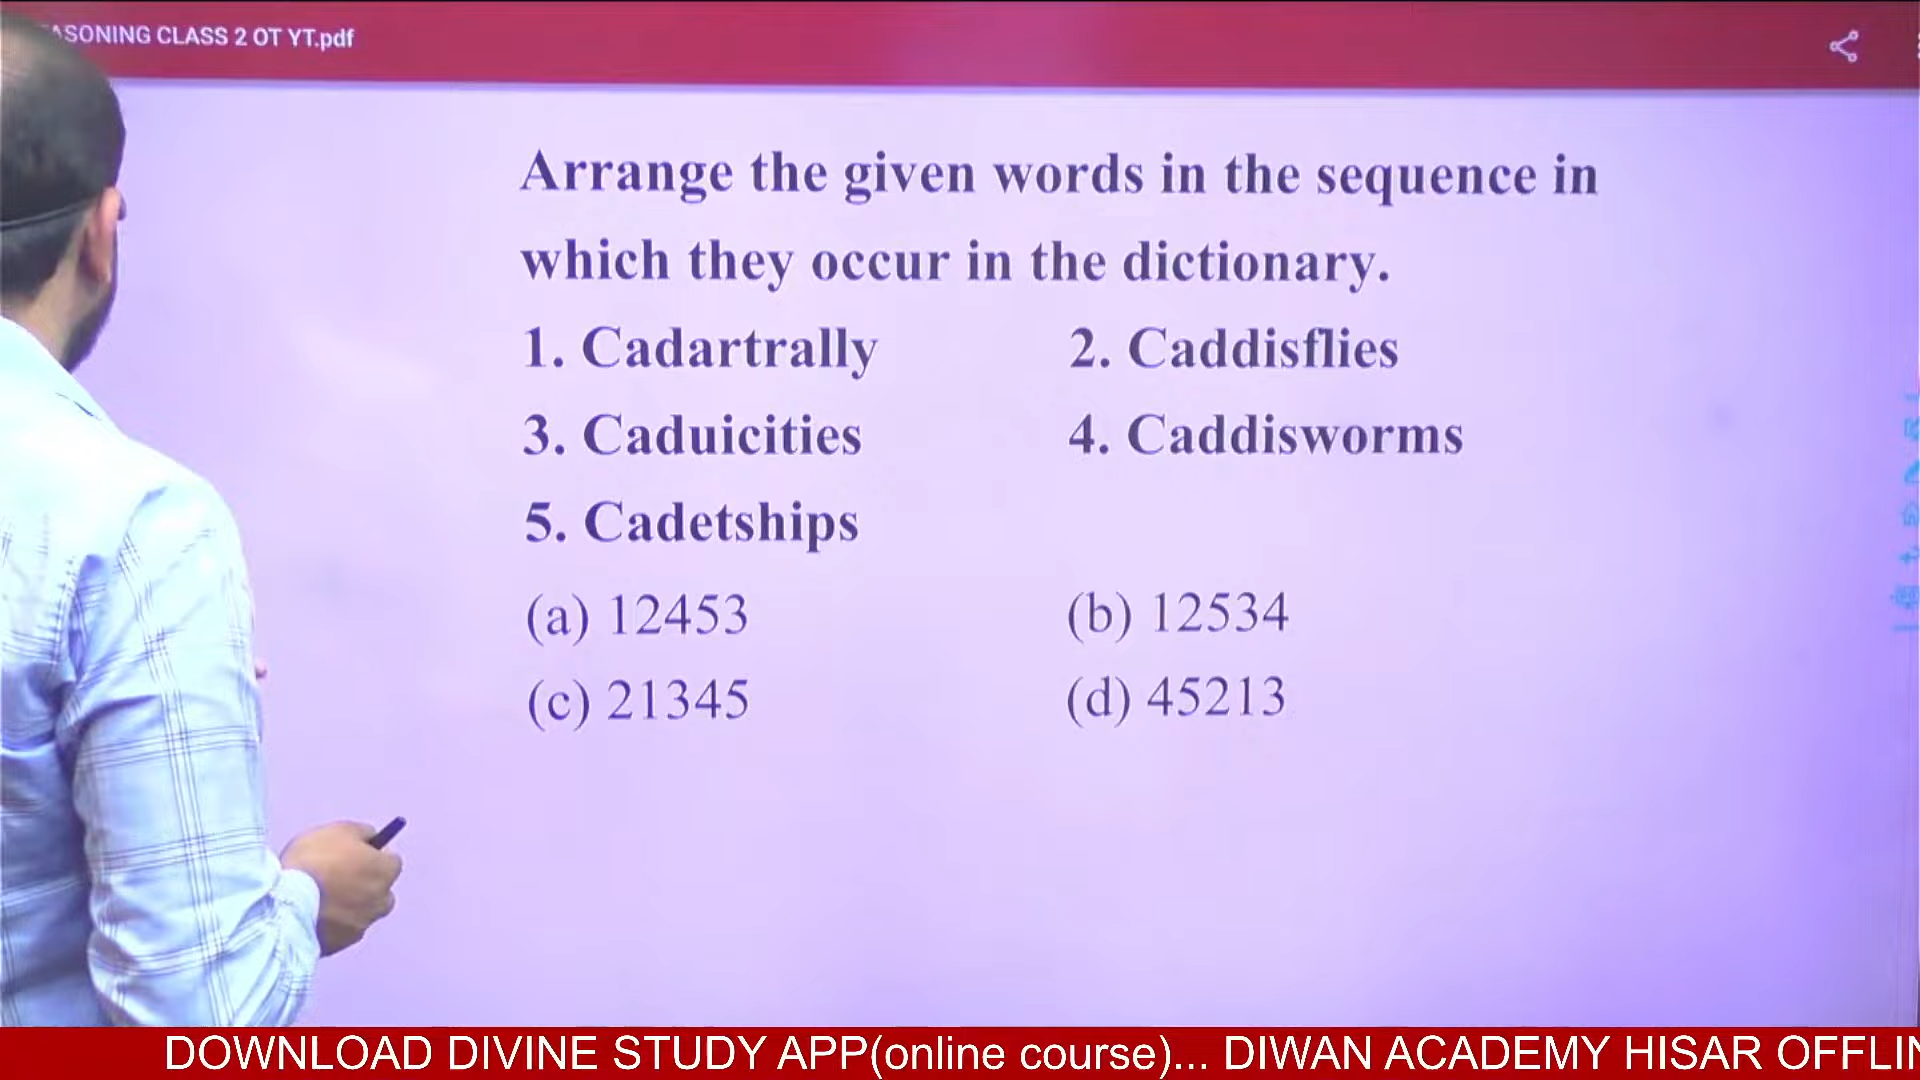 ASONING CLASS 2 OT YT.pdf
Arrange the given words in the sequence in
which they occur in the dictionary.
1. Cadartrally 2. Caddisflies
3. Caduicities 4. Caddisworms
5. Cadetships
(a) 12453 (b) 12534
(c) 21345 (d) 45213
DOWNLOAD DIVINE STUDY APP(online course)... DIWAN ACADEMY HISAR OFFLIN